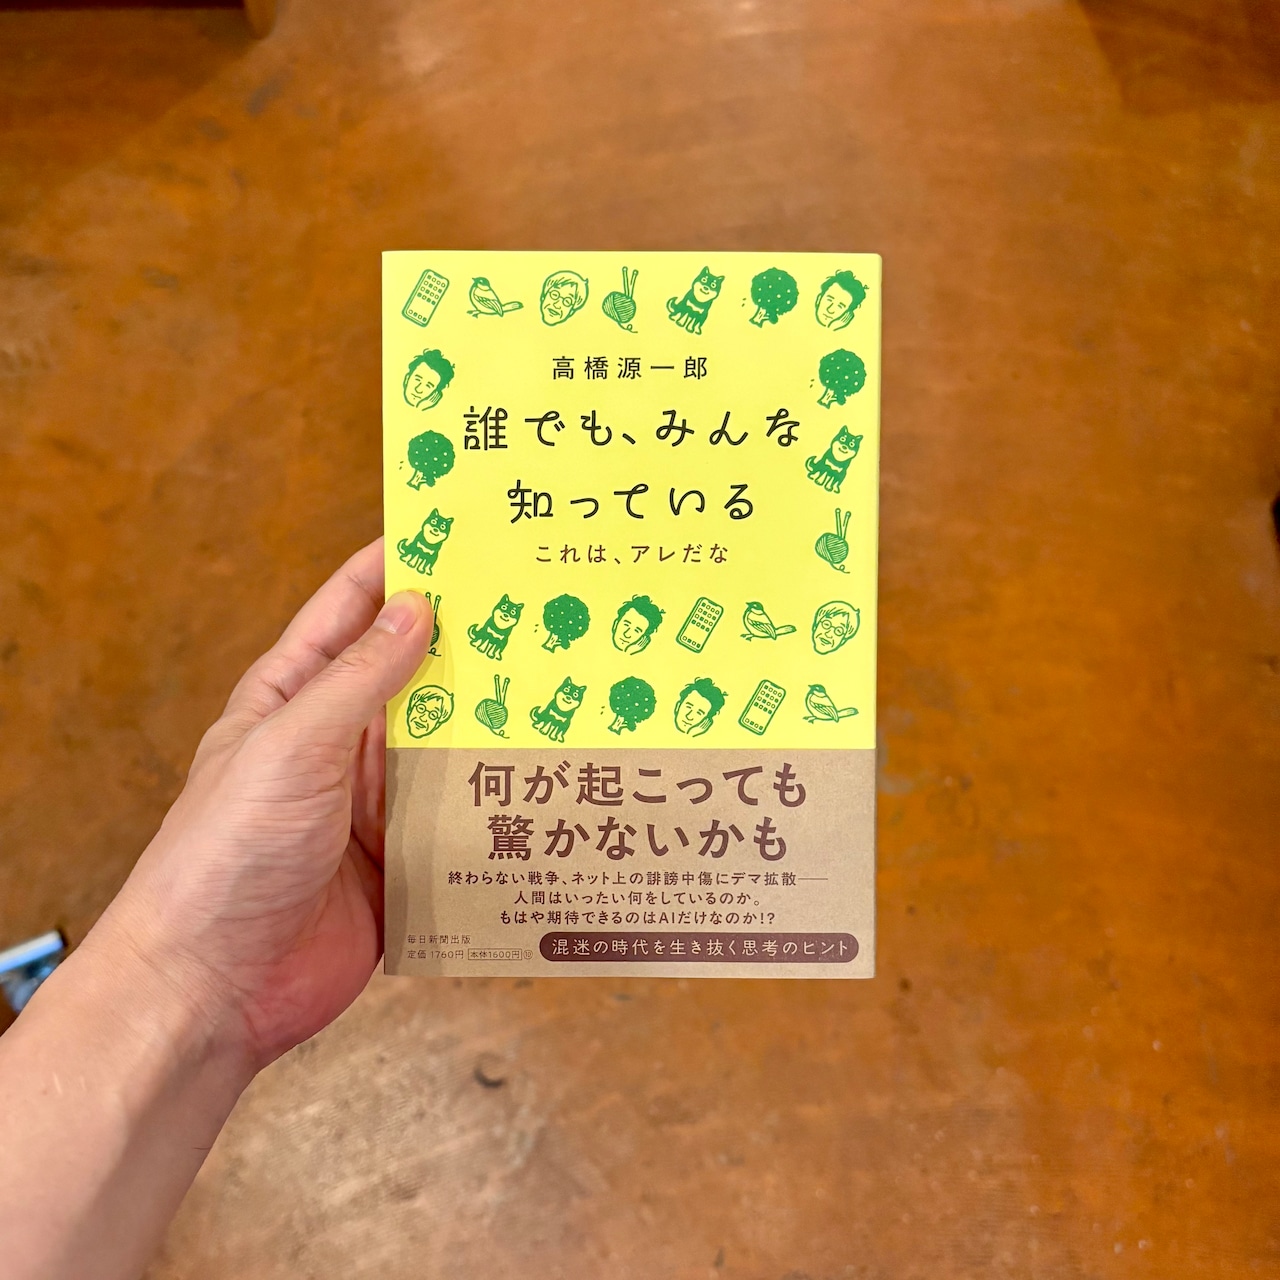 高橋源一郎
誰でも、みんな
知っている
これは、アレだな
何が起こっても
驚かないかも
終わらない戦争、ネット上の誹謗中傷にデマ拡散——
人間はいったい何をしているのか。
もはや期待できるのはAIだけなのか!?
毎日新聞出版
定価 1760円 本体1600円⑩
混迷の時代を生き抜く思考のヒント